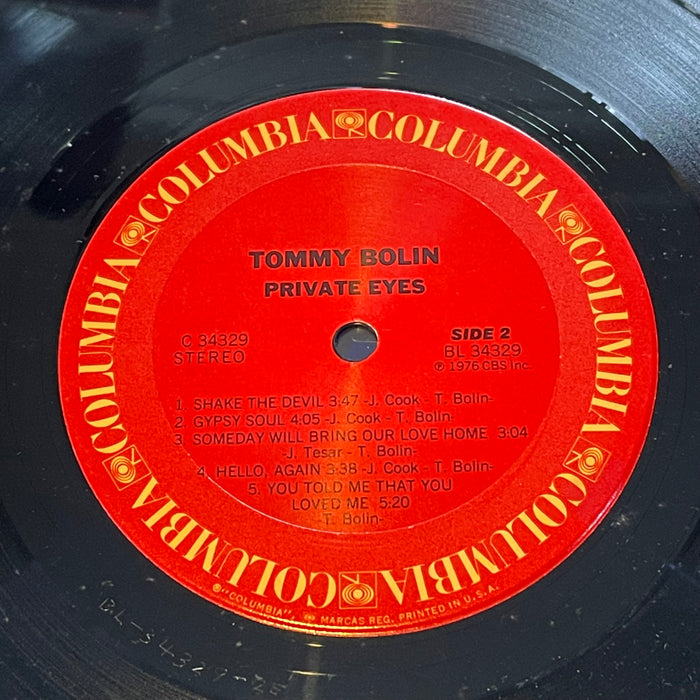 COLUMBIA COLUMBIA COLUMBIA COLUMBIA COLUMBIA COLUMBIA COLUMBIA
TOMMY BOLIN
PRIVATE EYES
C 34329
STEREO
SIDE 2
BL 34329
℗ 1976 CBS Inc.
1. SHAKE THE DEVIL 3:47 -J. Cook - T. Bolin-
2. GYPSY SOUL 4:05 -J. Cook - T. Bolin-
3. SOMEDAY WILL BRING OUR LOVE HOME 3:04
-J. Tesar - T. Bolin-
4. HELLO, AGAIN 3:38 -J. Cook - T. Bolin-
5. YOU TOLD ME THAT YOU
LOVED ME 5:20
-T. Bolin-
®"COLUMBIA", MARCAS REG. PRINTED IN U.S.A.